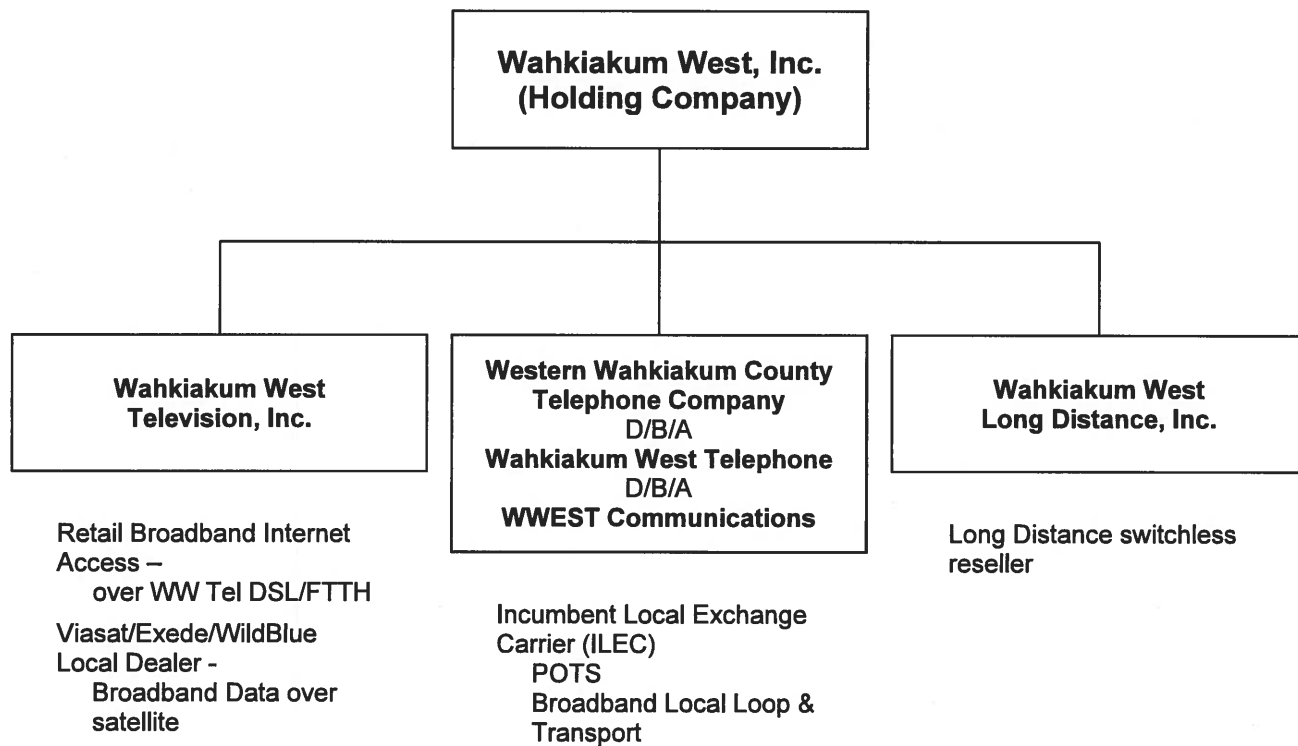 Wahkiakum West, Inc.
(Holding Company)
Wahkiakum West
Television, Inc.
Retail Broadband Internet
Access –
over WW Tel DSL/FTTH
Viasat/Exede/WildBlue
Local Dealer -
Broadband Data over
satellite
Western Wahkiakum County
Telephone Company
D/B/A
Wahkiakum West Telephone
D/B/A
WWEST Communications
Incumbent Local Exchange
Carrier (ILEC)
POTS
Broadband Local Loop &
Transport
Wahkiakum West
Long Distance, Inc.
Long Distance switchless
reseller